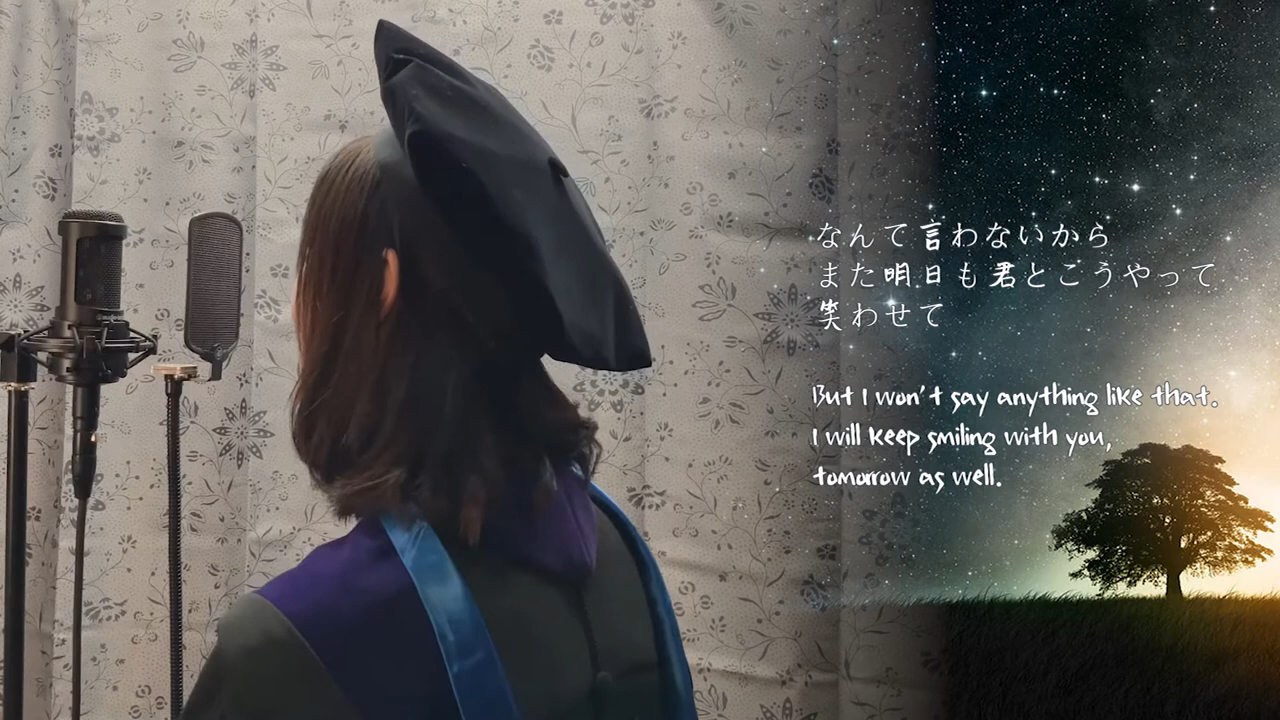 なんて言わないから
また明日も君とこうやって
笑わせて
But I won't say anything like that.
I will keep smiling with you,
tomorrow as well.